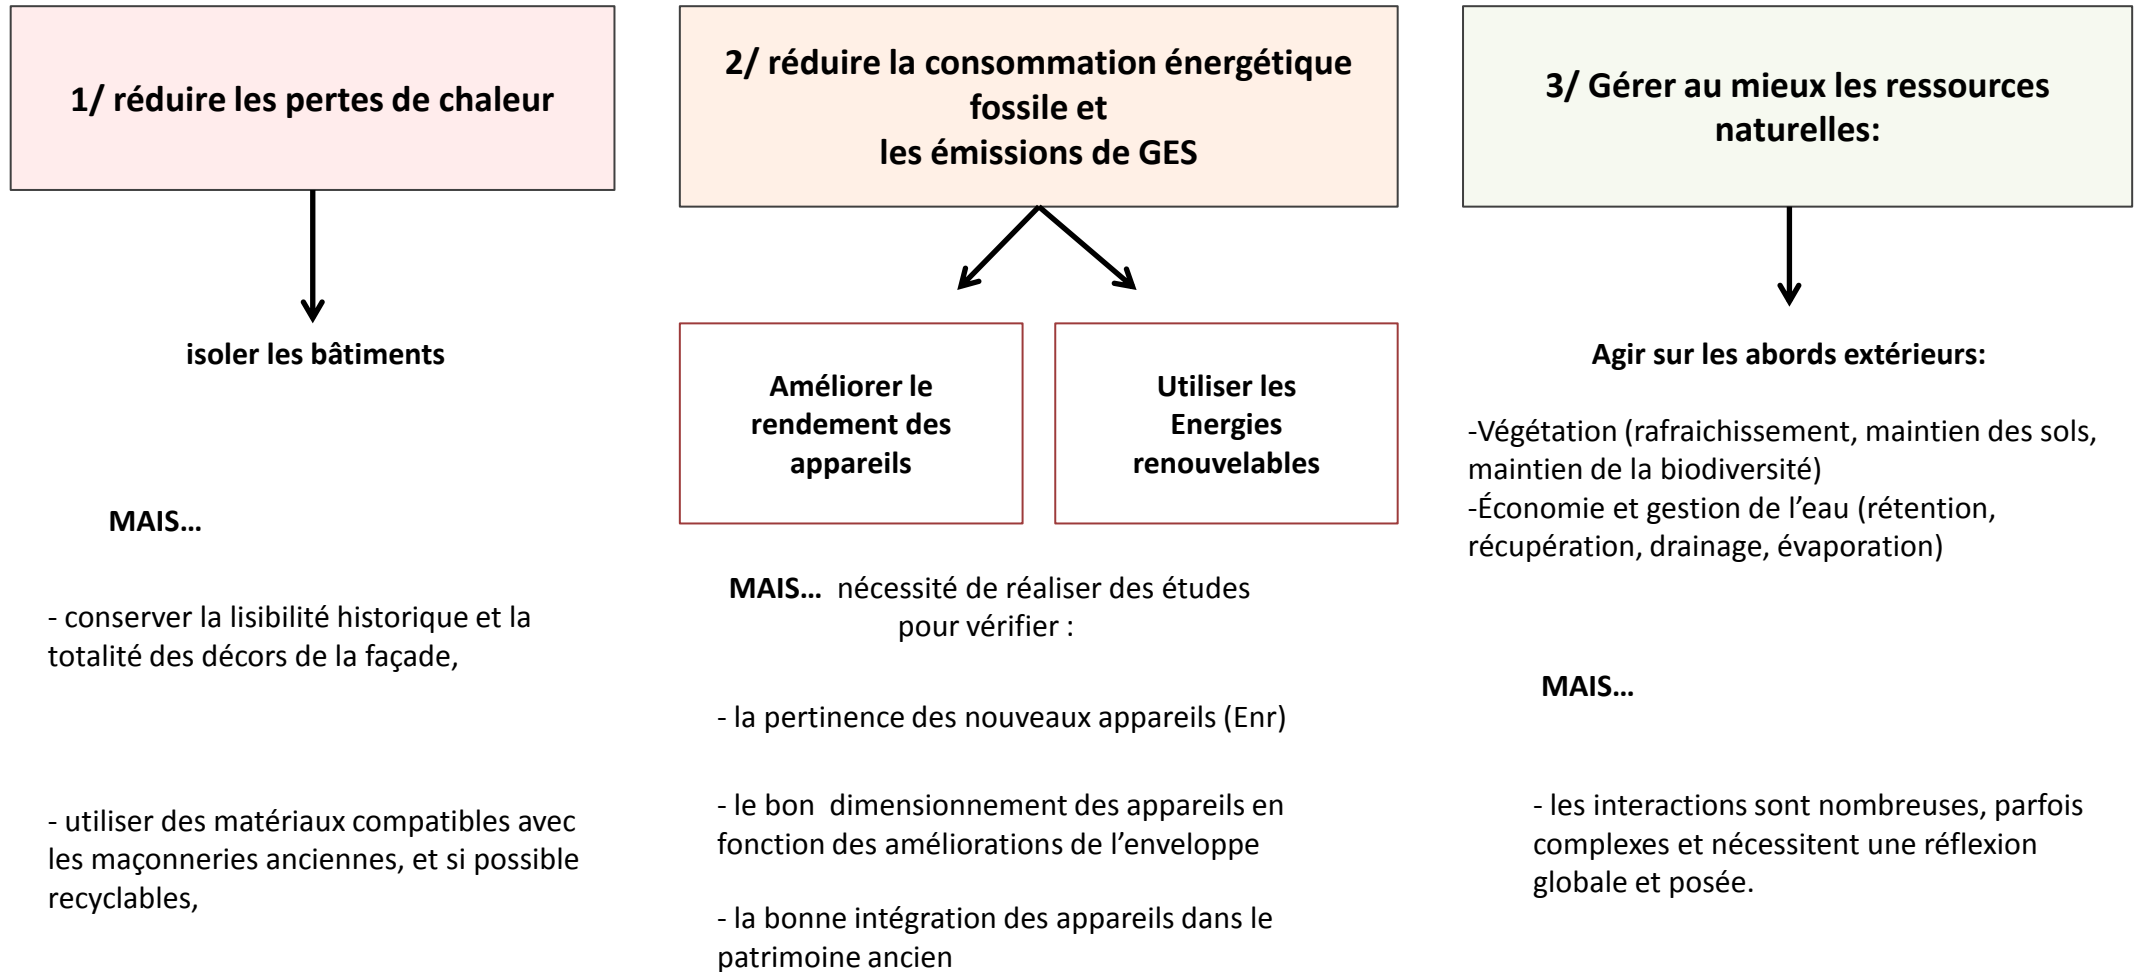 1/ réduire les pertes de chaleur
isoler les bâtiments
MAIS…
- conserver la lisibilité historique et la
totalité des décors de la façade,
- utiliser des matériaux compatibles avec
les maçonneries anciennes, et si possible
recyclables,
2/ réduire la consommation énergétique
fossile et
les émissions de GES
Améliorer le
rendement des
appareils
Utiliser les
Energies
renouvelables
MAIS… nécessité de réaliser des études
pour vérifier :
- la pertinence des nouveaux appareils (Enr)
- le bon dimensionnement des appareils en
fonction des améliorations de l’enveloppe
- la bonne intégration des appareils dans le
patrimoine ancien
3/ Gérer au mieux les ressources
naturelles:
Agir sur les abords extérieurs:
-Végétation (rafraichissement, maintien des sols,
maintien de la biodiversité)
-Économie et gestion de l’eau (rétention,
récupération, drainage, évaporation)
MAIS…
- les interactions sont nombreuses, parfois
complexes et nécessitent une réflexion
globale et posée.